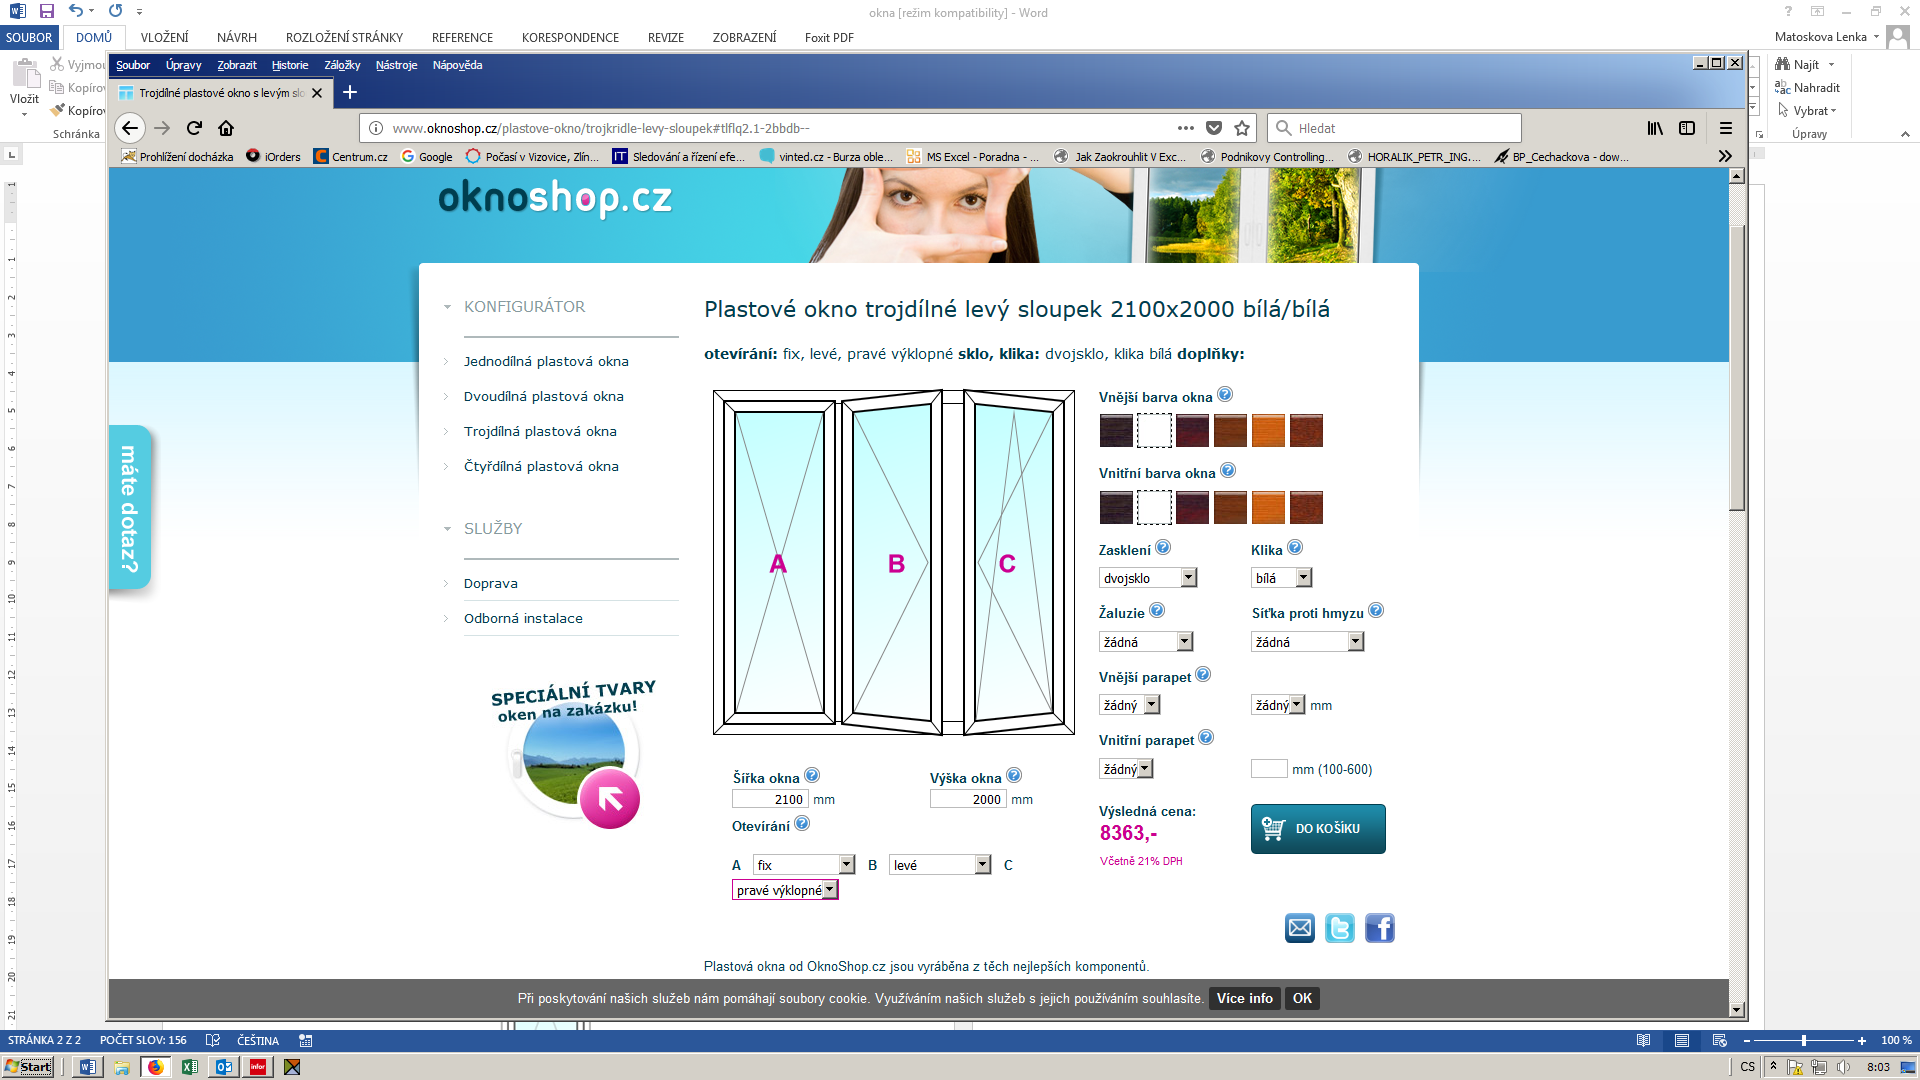 okna [režim kompatibility] - Word
SOUBOR DOMŮ VLOŽENÍ NÁVRH ROZLOŽENÍ STRÁNKY REFERENCE KORESPONDENCE REVIZE ZOBRAZENÍ Foxit PDF
Matoskova Lenka
Vložit
Vyjmou
Kopírov
Kopírov
Schránka
Najít
Nahradit
Vybrat
Úpravy
Soubor Úpravy Zobrazit Historie Záložky Nástroje Nápověda
Trojdílné plastové okno s levým slo
www.oknoshop.cz/plastove-okno/trojkridle-levy-sloupek#tlflq2.1-2bbdb--
Hledat
Prohlížení docházka iOrders Centrum.cz Google Počasí v Vizovice, Zlín... Sledování a řízení efe... vinted.cz - Burza oble... MS Excel - Poradna - ... Jak Zaokrouhlit V Exc... Podnikovy Controlling... HORALIK_PETR_ING.... BP_Cechackova - dow...
oknoshop.cz
KONFIGURÁTOR
Jednodílná plastová okna
Dvoudílná plastová okna
Trojdílná plastová okna
Čtyřdílná plastová okna
SLUŽBY
Doprava
Odborná instalace
SPECIÁLNÍ TVARY
oken na zakázku!
máte dotaz?
Plastové okno trojdílné levý sloupek 2100x2000 bílá/bílá
otevírání: fix, levé, pravé výklopné sklo, klika: dvojsklo, klika bílá doplňky:
A B C
Šířka okna Výška okna
2100 mm 2000 mm
Otevírání
A fix B levé C
pravé výklopné
Vnější barva okna
Vnitřní barva okna
Zasklení Klika
dvojsklo bílá
Žaluzie Síťka proti hmyzu
žádná žádná
Vnější parapet
žádný žádný mm
Vnitřní parapet
žádný mm (100-600)
Výsledná cena:
8363,-
Včetně 21% DPH
DO KOŠÍKU
Plastová okna od OknoShop.cz jsou vyráběna z těch nejlepších komponentů.
Při poskytování našich služeb nám pomáhají soubory cookie. Využíváním našich služeb s jejich používáním souhlasíte. Více info OK
STRÁNKA 2 Z 2 POČET SLOV: 156 ČEŠTINA
100 %
Start
infor
CS
8:03